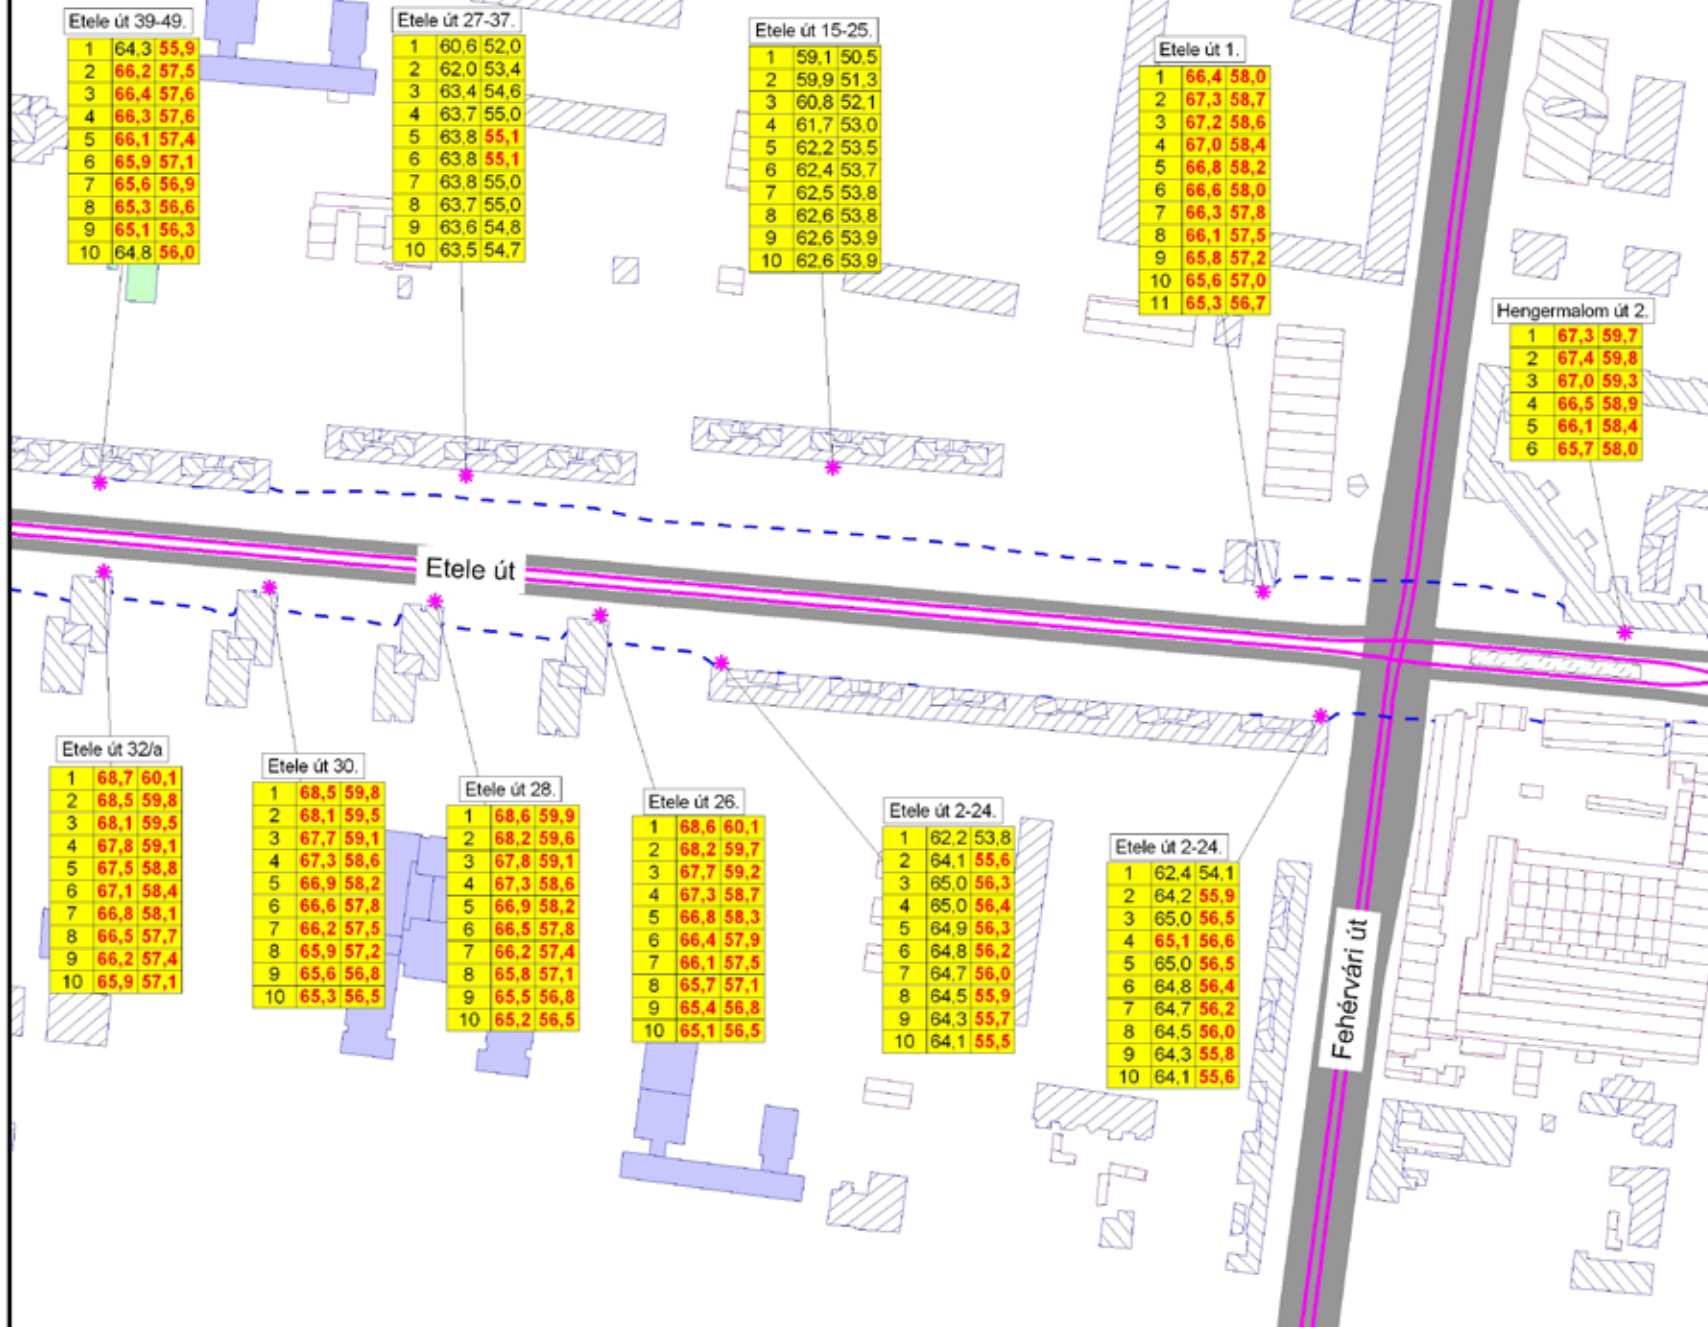 Etele út 39-49.
1 64,3 55,9
2 66,2 57,5
3 66,4 57,6
4 66,3 57,6
5 66,1 57,4
6 65,9 57,1
7 65,6 56,9
8 65,3 56,6
9 65,1 56,3
10 64,8 56,0
Etele út 27-37.
1 60,6 52,0
2 62,0 53,4
3 63,4 54,6
4 63,7 55,0
5 63,8 55,1
6 63,8 55,1
7 63,8 55,0
8 63,7 55,0
9 63,6 54,8
10 63,5 54,7
Etele út 15-25.
1 59,1 50,5
2 59,9 51,3
3 60,8 52,1
4 61,7 53,0
5 62,2 53,5
6 62,4 53,7
7 62,5 53,8
8 62,6 53,8
9 62,6 53,9
10 62,6 53,9
Etele út 1.
1 66,4 58,0
2 67,3 58,7
3 67,2 58,6
4 67,0 58,4
5 66,8 58,2
6 66,6 58,0
7 66,3 57,8
8 66,1 57,5
9 65,8 57,2
10 65,6 57,0
11 65,3 56,7
Hengermalom út 2.
1 67,3 59,7
2 67,4 59,8
3 67,0 59,3
4 66,5 58,9
5 66,1 58,4
6 65,7 58,0
Etele út
Etele út 32/a
1 68,7 60,1
2 68,5 59,8
3 68,1 59,5
4 67,8 59,1
5 67,5 58,8
6 67,1 58,4
7 66,8 58,1
8 66,5 57,7
9 66,2 57,4
10 65,9 57,1
Etele út 30.
1 68,5 59,8
2 68,1 59,5
3 67,7 59,1
4 67,3 58,6
5 66,9 58,2
6 66,6 57,8
7 66,2 57,5
8 65,9 57,2
9 65,6 56,8
10 65,3 56,5
Etele út 28.
1 68,6 59,9
2 68,2 59,6
3 67,8 59,1
4 67,3 58,6
5 66,9 58,2
6 66,5 57,8
7 66,2 57,4
8 65,8 57,1
9 65,5 56,8
10 65,2 56,5
Etele út 26.
1 68,6 60,1
2 68,2 59,7
3 67,7 59,2
4 67,3 58,7
5 66,8 58,3
6 66,4 57,9
7 66,1 57,5
8 65,7 57,1
9 65,4 56,8
10 65,1 56,5
Etele út 2-24.
1 62,2 53,8
2 64,1 55,6
3 65,0 56,3
4 65,0 56,4
5 64,9 56,3
6 64,8 56,2
7 64,7 56,0
8 64,5 55,9
9 64,3 55,7
10 64,1 55,5
Etele út 2-24.
1 62,4 54,1
2 64,2 55,9
3 65,0 56,5
4 65,1 56,6
5 65,0 56,5
6 64,8 56,4
7 64,7 56,2
8 64,5 56,0
9 64,3 55,8
10 64,1 55,6
Fehérvári út